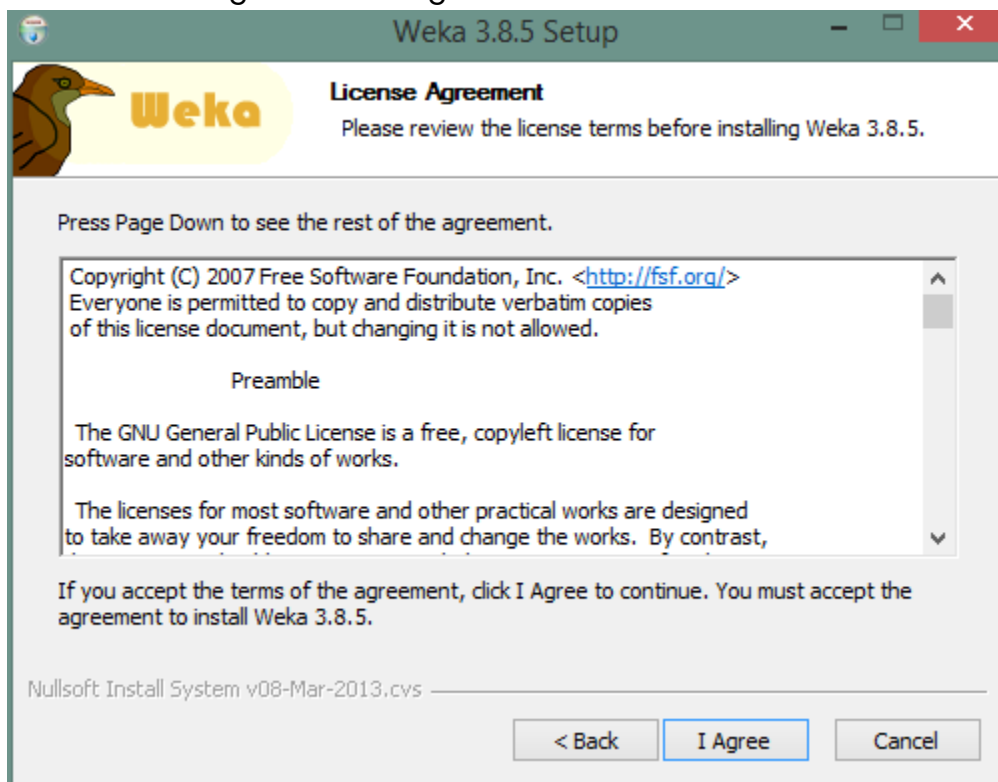 Weka 3.8.5 Setup
Weka
License Agreement
Please review the license terms before installing Weka 3.8.5.
Press Page Down to see the rest of the agreement.
Copyright (C) 2007 Free Software Foundation, Inc. <http://fsf.org/>
Everyone is permitted to copy and distribute verbatim copies
of this license document, but changing it is not allowed.
Preamble
The GNU General Public License is a free, copyleft license for
software and other kinds of works.
The licenses for most software and other practical works are designed
to take away your freedom to share and change the works. By contrast,
If you accept the terms of the agreement, click I Agree to continue. You must accept the
agreement to install Weka 3.8.5.
Nullsoft Install System v08-Mar-2013.cvs
< Back I Agree Cancel